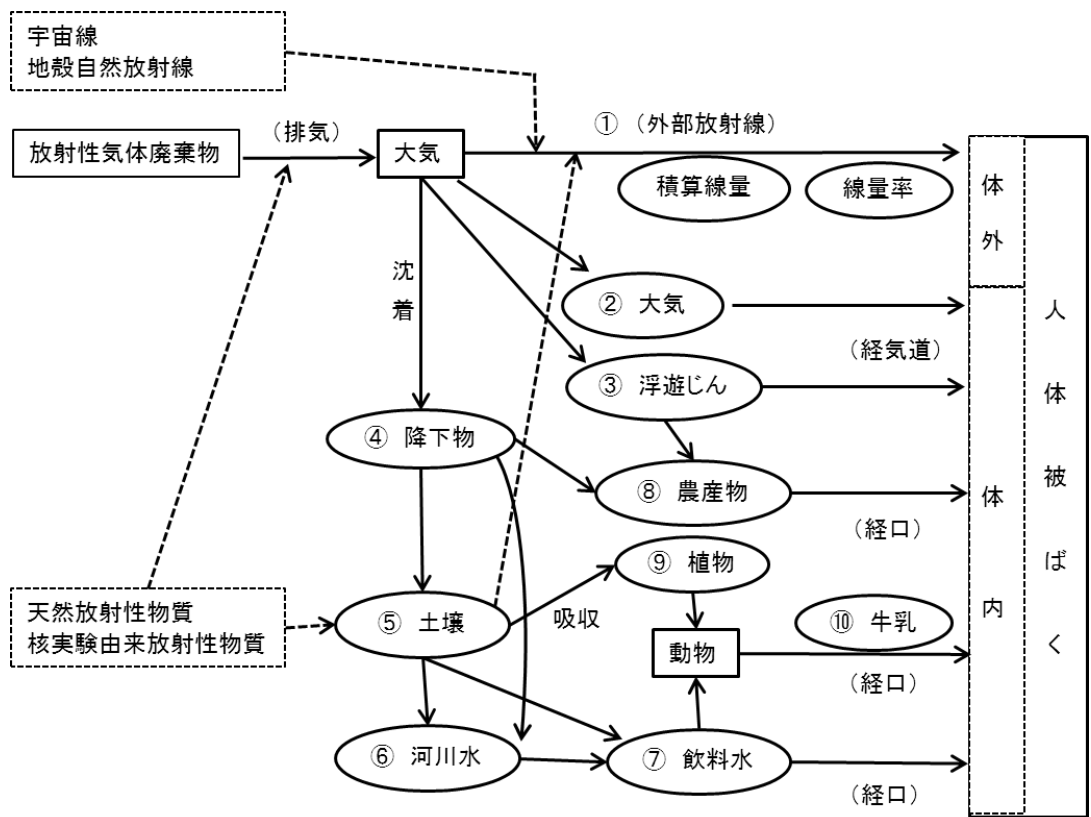 宇宙線
地殻自然放射線
① (外部放射線)
(排気)
放射性気体廃棄物
大気
積算線量
線量率
体外
沈着
② 大気
(経気道)
③ 浮遊じん
人体被ばく
④ 降下物
⑧ 農産物
体内
(経口)
⑨ 植物
天然放射性物質
核実験由来放射性物質
⑤ 土壌
吸収
⑩ 牛乳
動物
(経口)
⑥ 河川水
⑦ 飲料水
(経口)